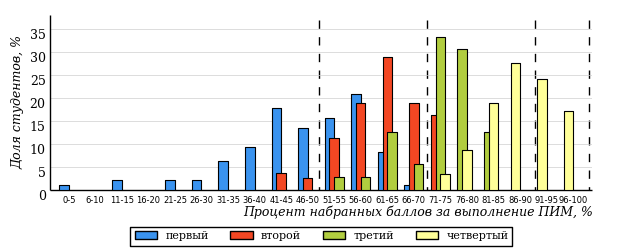 Доля студентов, %
35
30
25
20
15
10
5
0
0-5 6-10 11-15 16-20 21-25 26-30 31-35 36-40 41-45 46-50 51-55 56-60 61-65 66-70 71-75 76-80 81-85 86-90 91-95 96-100
Процент набранных баллов за выполнение ПИМ, %
первый второй третий четвертый